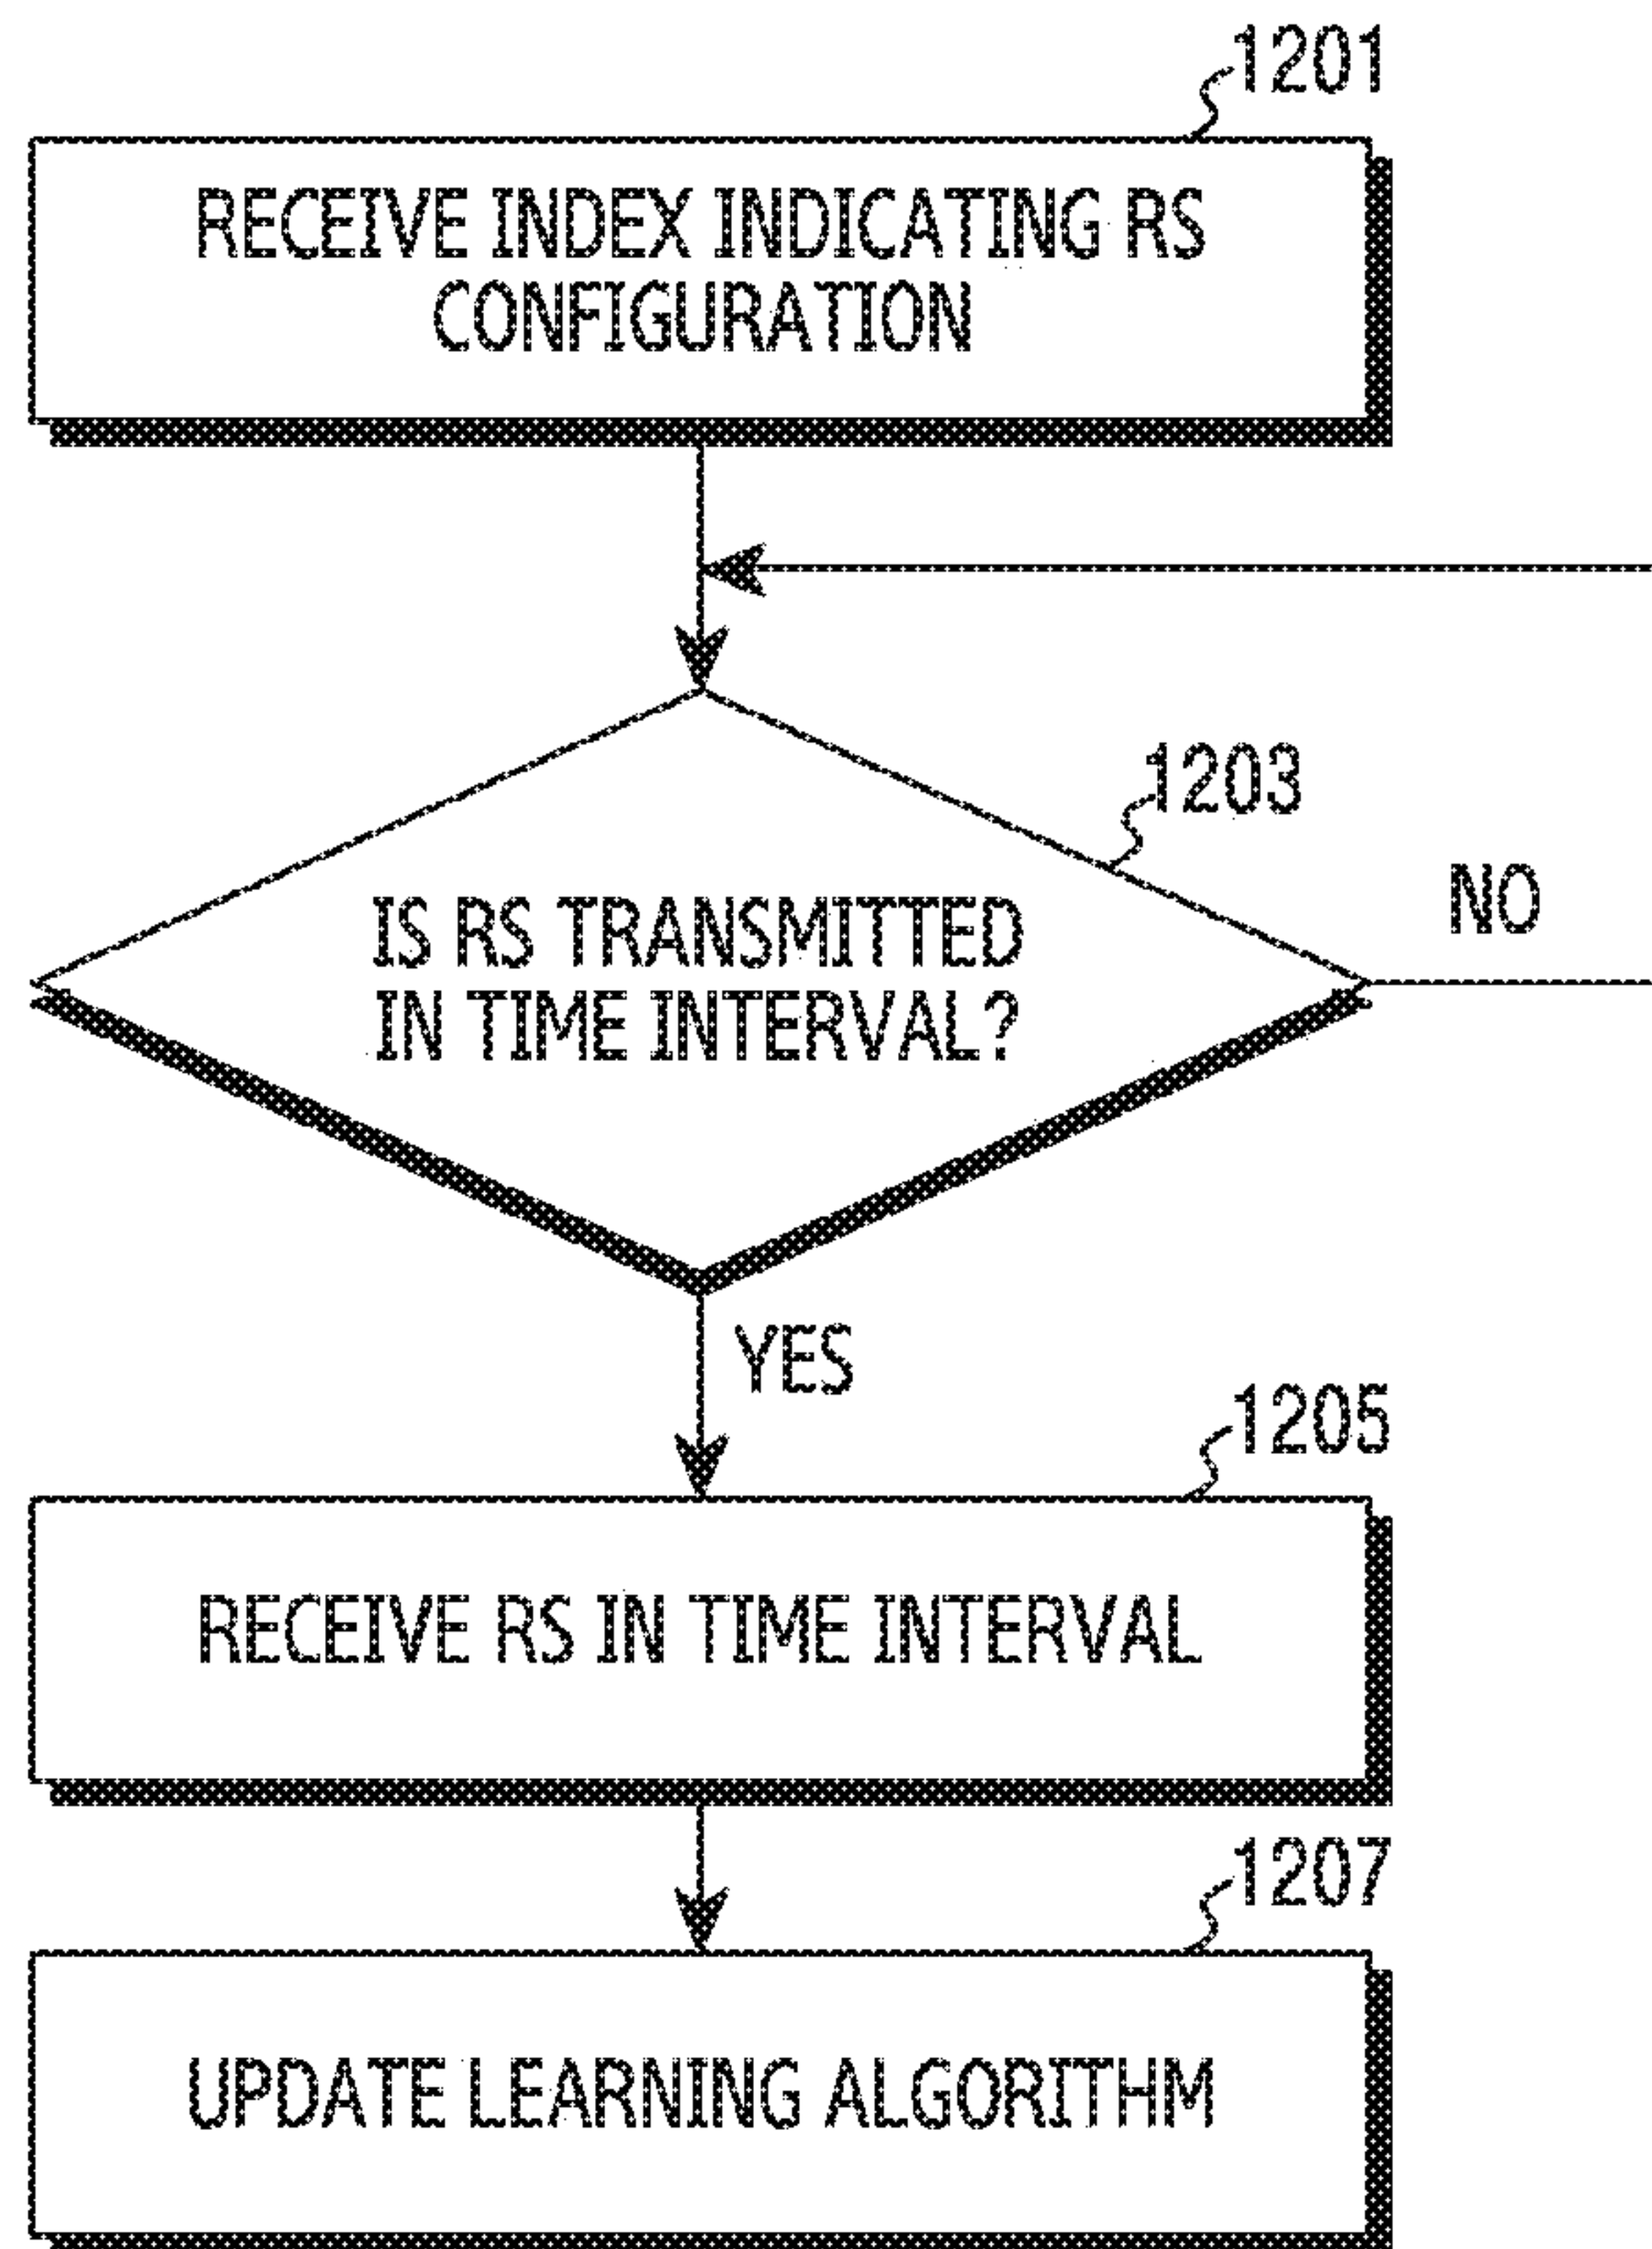 1201
RECEIVE INDEX INDICATING RS
CONFIGURATION
1203
IS RS TRANSMITTED
IN TIME INTERVAL?
NO
YES
1205
RECEIVE RS IN TIME INTERVAL
1207
UPDATE LEARNING ALGORITHM